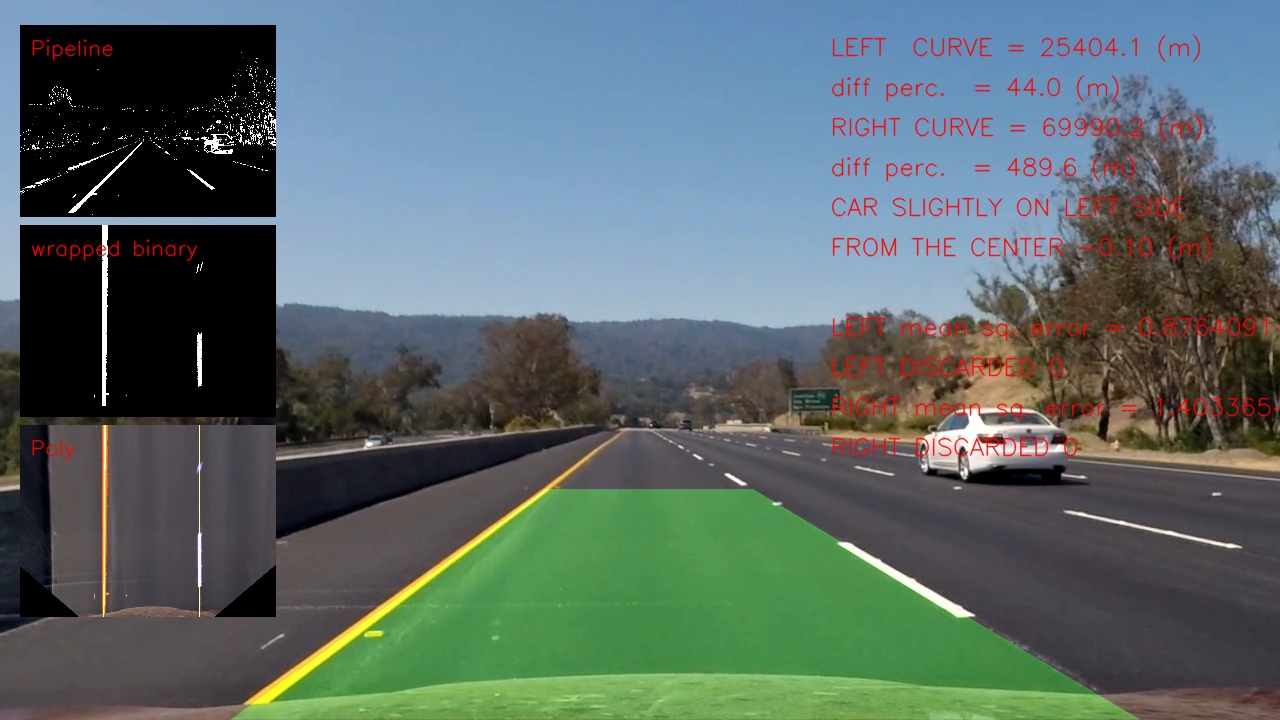 Pipeline
wrapped binary
Poly
LEFT CURVE = 25404.1 (m)
diff perc. = 44.0 (m)
RIGHT CURVE = 69990.2 (m)
diff perc. = 489.6 (m)
CAR SLIGHTLY ON LEFT SIDE
FROM THE CENTER -0.10 (m)
LEFT mean sq. error = 0.8764091
LEFT DISCARDED 0
RIGHT mean sq. error = 1.403365
RIGHT DISCARDED 0